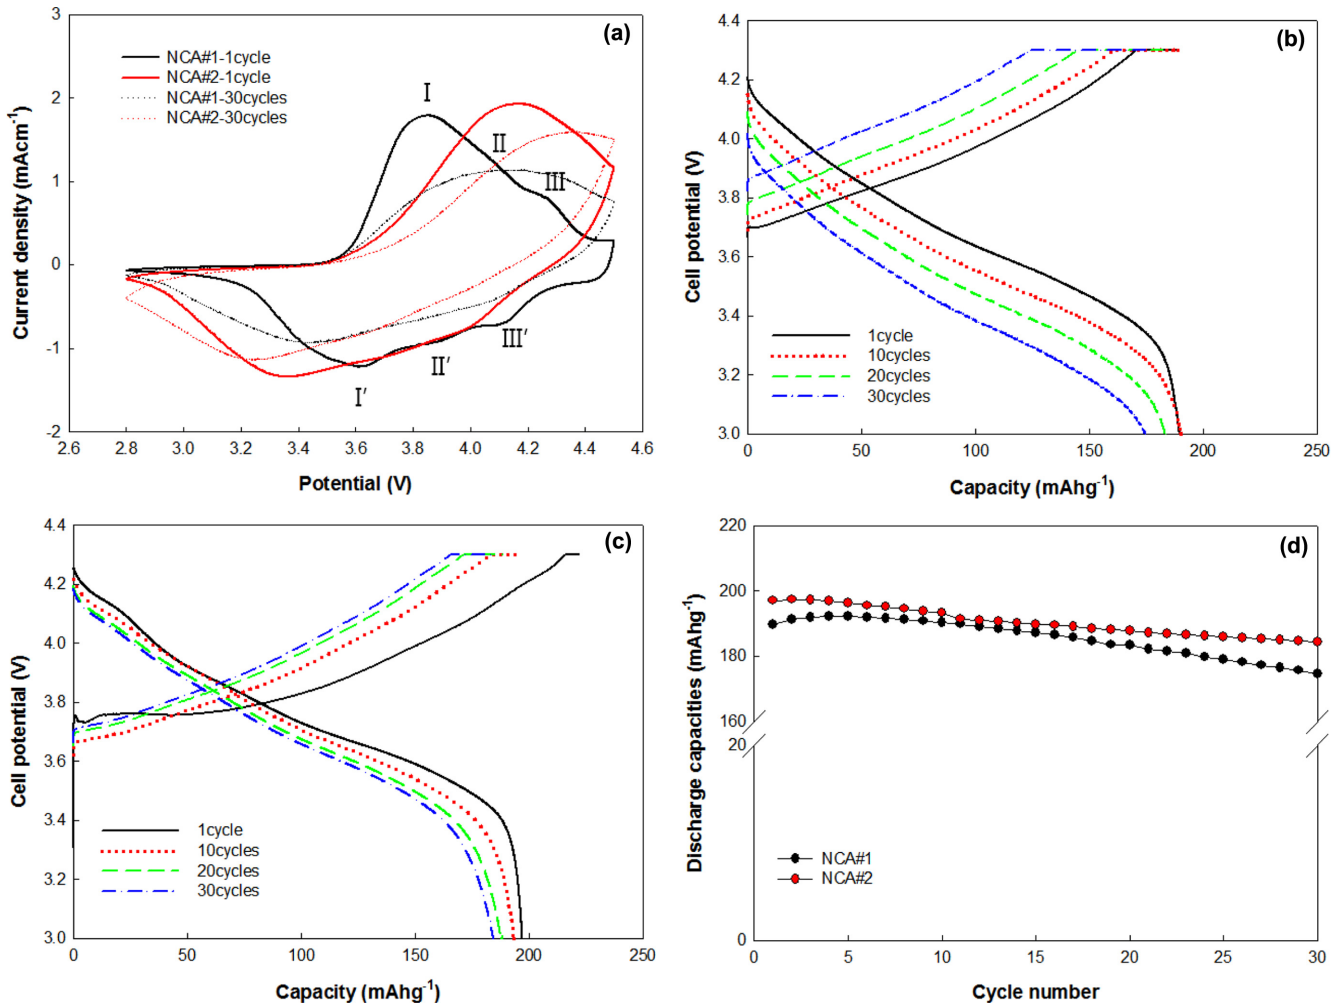 (a)
NCA#1-1cycle
NCA#2-1cycle
NCA#1-30cycles
NCA#2-30cycles
I
II
III
I'
II'
III'
3
2
1
0
-1
-2
Current density (mAcm⁻¹)
2.6 2.8 3.0 3.2 3.4 3.6 3.8 4.0 4.2 4.4 4.6
Potential (V)
(b)
4.4
4.2
4.0
3.8
3.6
3.4
3.2
3.0
Cell potential (V)
1cycle
10cycles
20cycles
30cycles
0 50 100 150 200 250
Capacity (mAhg⁻¹)
(c)
4.4
4.2
4.0
3.8
3.6
3.4
3.2
3.0
Cell potential (V)
1cycle
10cycles
20cycles
30cycles
0 50 100 150 200 250
Capacity (mAhg⁻¹)
(d)
220
200
180
160
20
0
Discharge capacities (mAhg⁻¹)
NCA#1
NCA#2
0 5 10 15 20 25 30
Cycle number